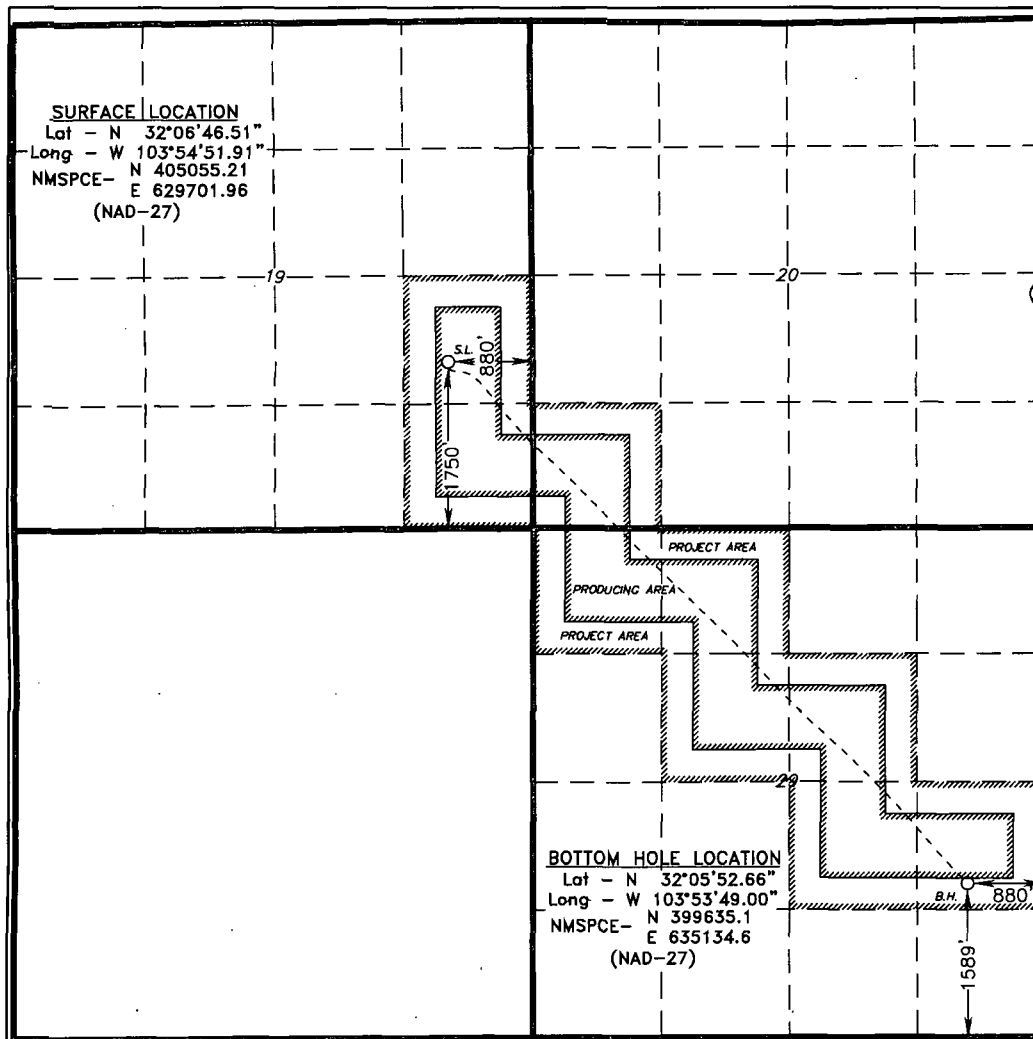 SURFACE LOCATION
Lat – N 32°06'46.51"
Long – W 103°54'51.91"
NMSPCE– N 405055.21
E 629701.96
(NAD–27)
19
20
S.L.
880'
1750'
PROJECT AREA
PRODUCING AREA
PROJECT AREA
29
BOTTOM HOLE LOCATION
Lat – N 32°05'52.66"
Long – W 103°53'49.00"
NMSPCE– N 399635.1
E 635134.6
(NAD–27)
B.H.
880'
1589'